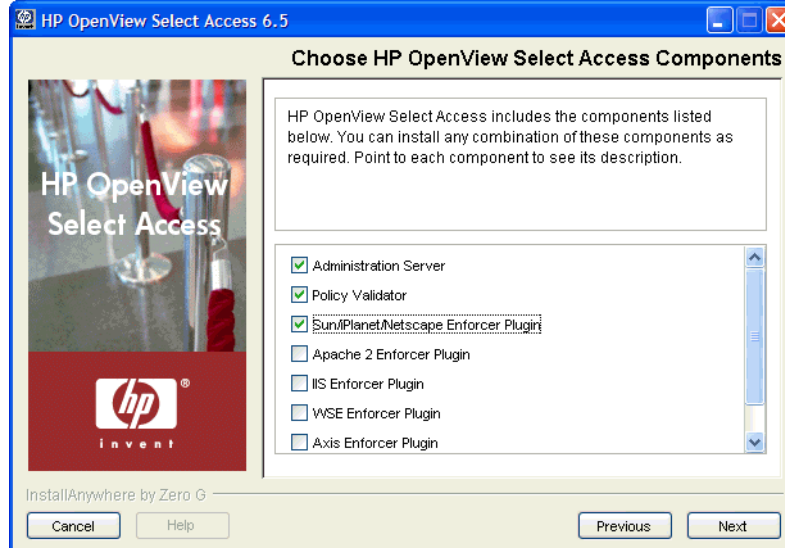 HP OpenView Select Access 6.5
Choose HP OpenView Select Access Components
HP OpenView
Select Access
hp
®
invent
HP OpenView Select Access includes the components listed
below. You can install any combination of these components as
required. Point to each component to see its description.
Administration Server
Policy Validator
Sun/iPlanet/Netscape Enforcer Plugin
Apache 2 Enforcer Plugin
IIS Enforcer Plugin
WSE Enforcer Plugin
Axis Enforcer Plugin
InstallAnywhere by Zero G
Cancel
Help
Previous
Next